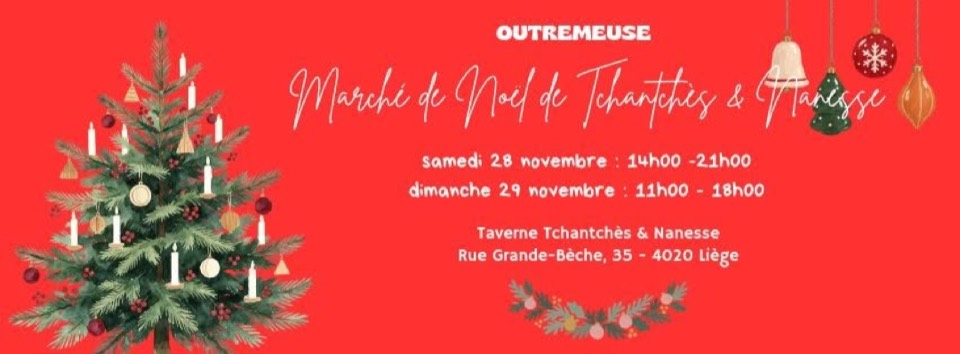 OUTREMEUSE
Marché de Noël de Tchantchès & Nanesse
samedi 28 novembre : 14h00 -21h00
dimanche 29 novembre : 11h00 - 18h00
Taverne Tchantchès & Nanesse
Rue Grande-Bèche, 35 - 4020 Liège